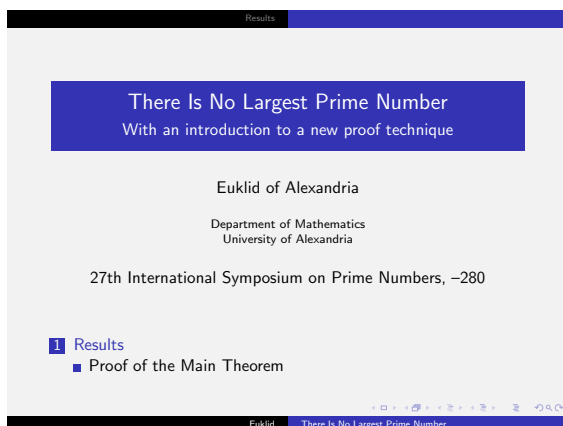 Results
There Is No Largest Prime Number
With an introduction to a new proof technique
Euklid of Alexandria
Department of Mathematics
University of Alexandria
27th International Symposium on Prime Numbers, –280
1 Results
Proof of the Main Theorem
Euklid There Is No Largest Prime Number